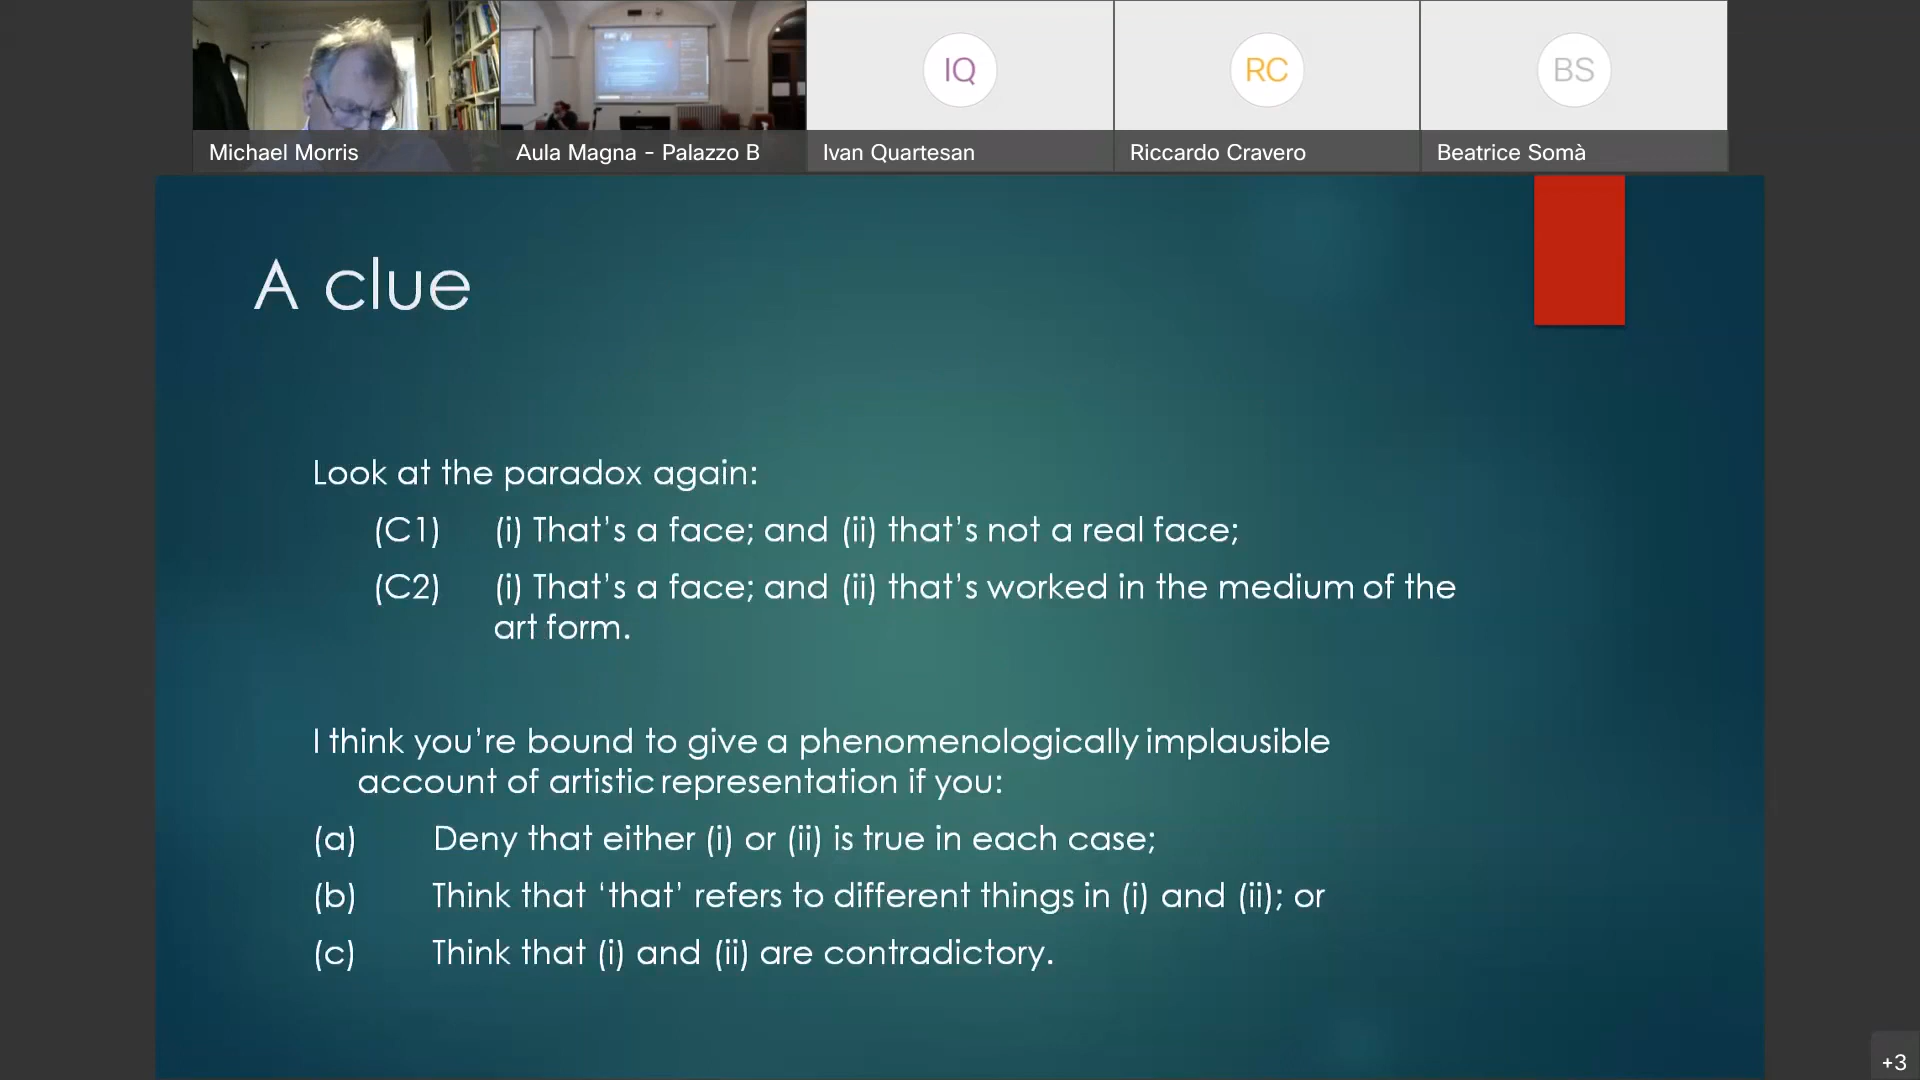 IQ
RC
BS
Michael Morris
Aula Magna - Palazzo B
Ivan Quartesan
Riccardo Cravero
Beatrice Somà
A clue
Look at the paradox again:
(C1) (i) That's a face; and (ii) that's not a real face;
(C2) (i) That's a face; and (ii) that's worked in the medium of the
art form.
I think you're bound to give a phenomenologically implausible
account of artistic representation if you:
(a) Deny that either (i) or (ii) is true in each case;
(b) Think that ‘that’ refers to different things in (i) and (ii); or
(c) Think that (i) and (ii) are contradictory.
+3